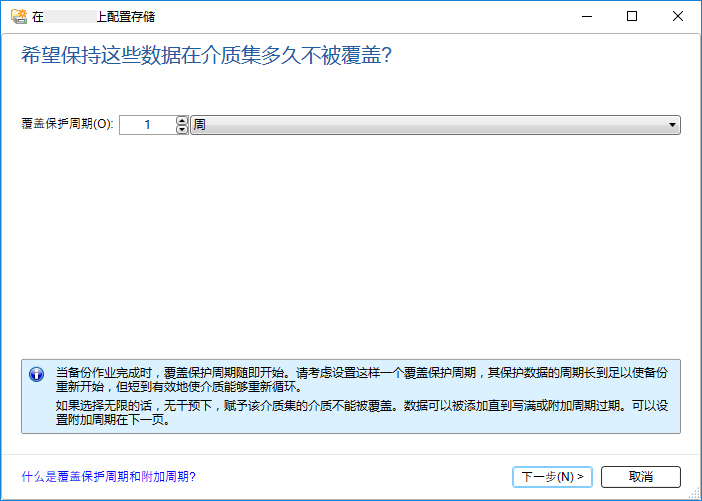 在 上配置存储
希望保持这些数据在介质集多久不被覆盖?
覆盖保护周期(O): 1 周
当备份作业完成时，覆盖保护周期随即开始。请考虑设置这样一个覆盖保护周期，其保护数据的周期长到足以使备份
重新开始，但短到有效地使介质能够重新循环。
如果选择无限的话，无干预下，赋予该介质集的介质不能被覆盖。数据可以被添加直到写满或附加周期过期。可以设
置附加周期在下一页。
什么是覆盖保护周期和附加周期?
下一步(N) > 取消